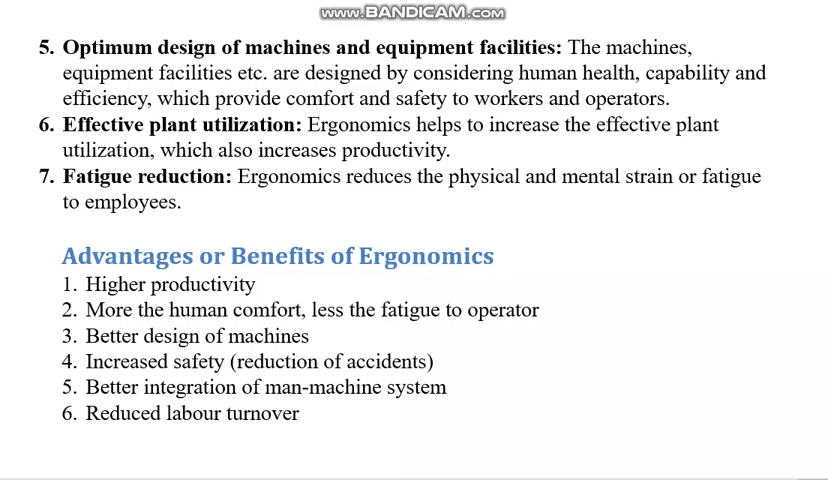 www.BANDICAM.com
5. Optimum design of machines and equipment facilities: The machines,
equipment facilities etc. are designed by considering human health, capability and
efficiency, which provide comfort and safety to workers and operators.
6. Effective plant utilization: Ergonomics helps to increase the effective plant
utilization, which also increases productivity.
7. Fatigue reduction: Ergonomics reduces the physical and mental strain or fatigue
to employees.
Advantages or Benefits of Ergonomics
1. Higher productivity
2. More the human comfort, less the fatigue to operator
3. Better design of machines
4. Increased safety (reduction of accidents)
5. Better integration of man-machine system
6. Reduced labour turnover